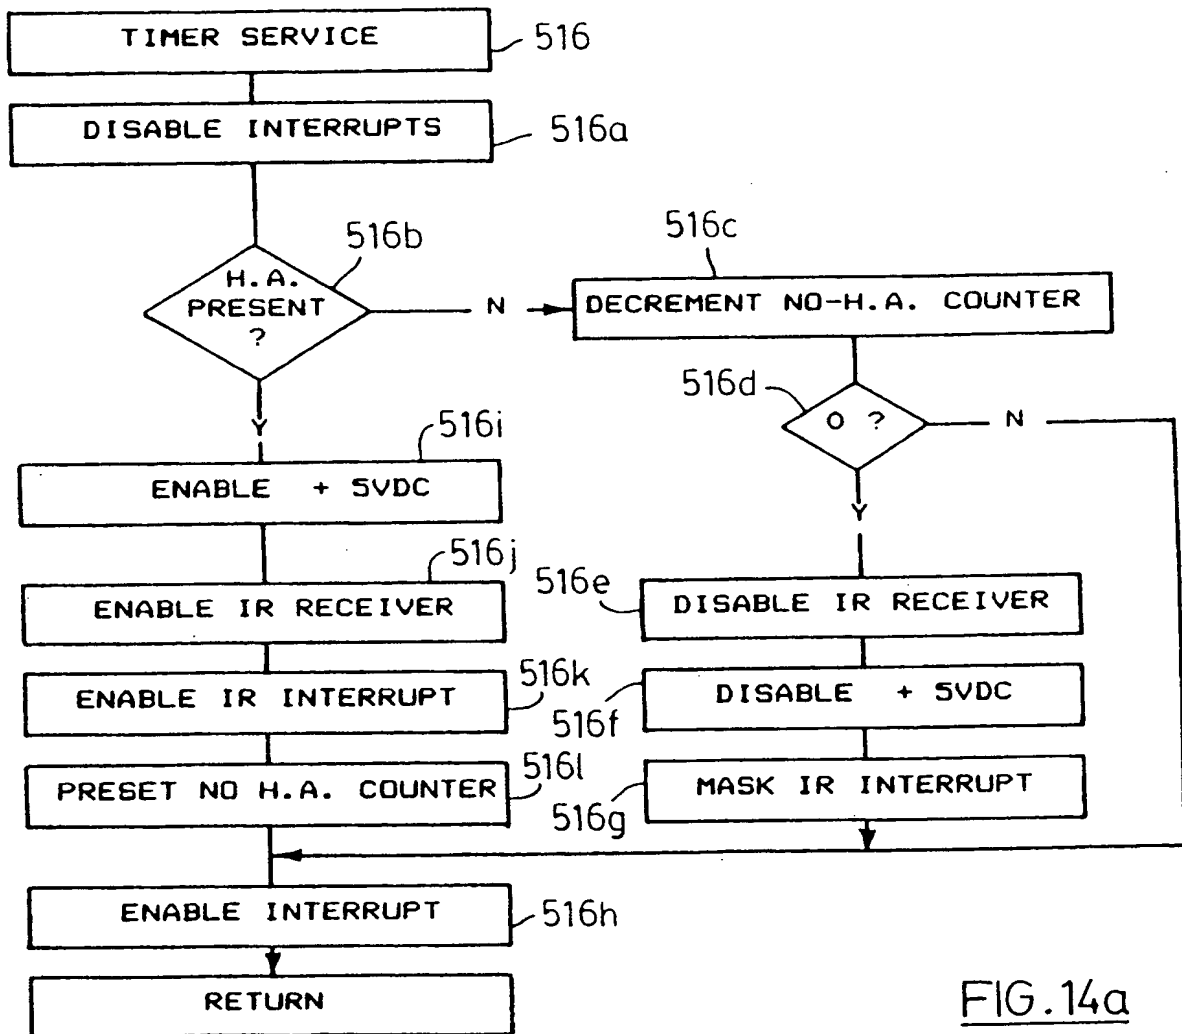 TIMER SERVICE
516
DISABLE INTERRUPTS
516a
516b
H.A.
PRESENT
?
N
516c
DECREMENT NO-H.A. COUNTER
516d
O ?
N
Y
516i
ENABLE + 5VDC
516j
ENABLE IR RECEIVER
ENABLE IR INTERRUPT
516k
PRESET NO H.A. COUNTER
516l
Y
516e
DISABLE IR RECEIVER
DISABLE + 5VDC
516f
MASK IR INTERRUPT
516g
ENABLE INTERRUPT
516h
RETURN
FIG.14a